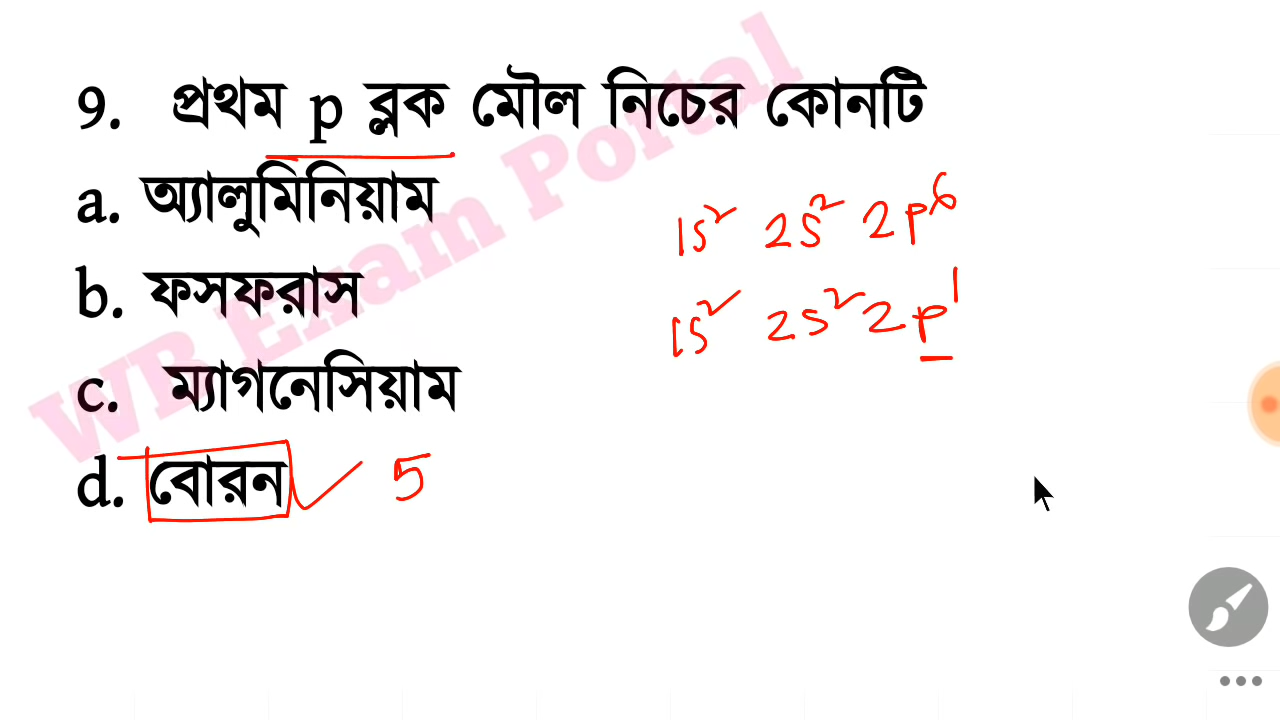 9. প্রথম p ব্লক মৌল নিচের কোনটি
a. অ্যালুমিনিয়াম
1s² 2s² 2p⁶
b. ফসফরাস
1s² 2s² 2p¹
c. ম্যাগনেসিয়াম
d. বোরন ✓ 5
WB Exam Portal